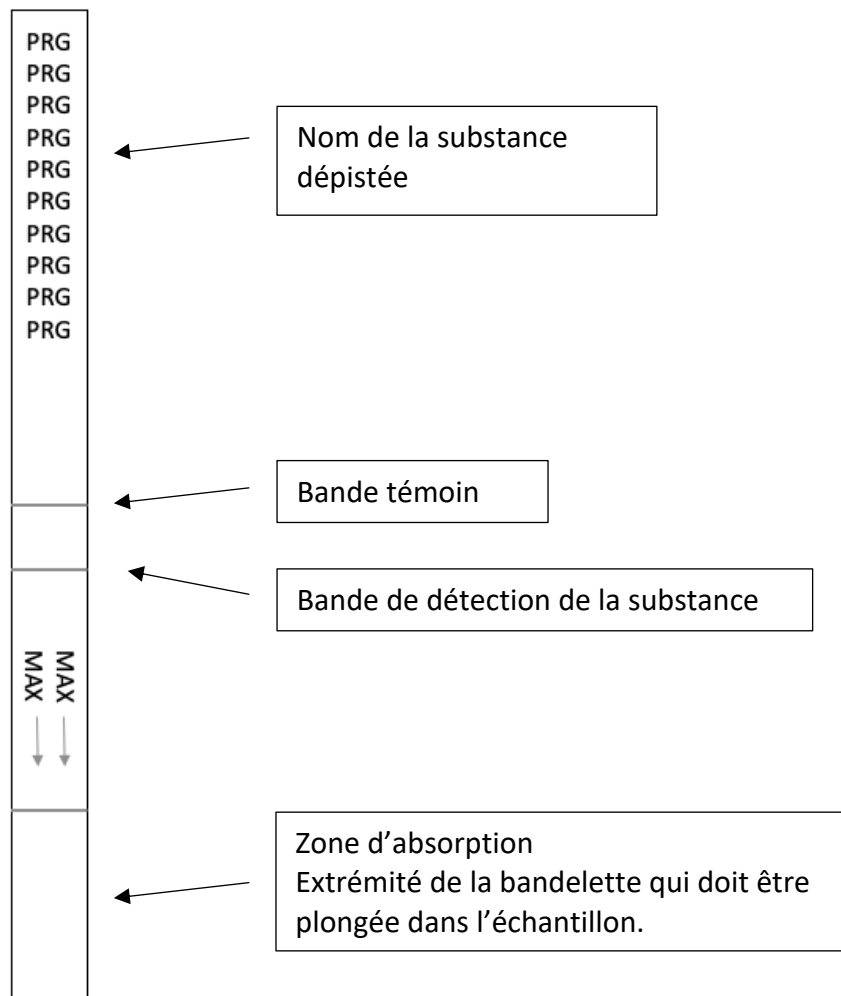 PRG
PRG
PRG
PRG
PRG
PRG
PRG
PRG
PRG
PRG
Nom de la substance
dépistée
Bande témoin
Bande de détection de la substance
MAX
MAX
Zone d’absorption
Extrémité de la bandelette qui doit être
plongée dans l’échantillon.